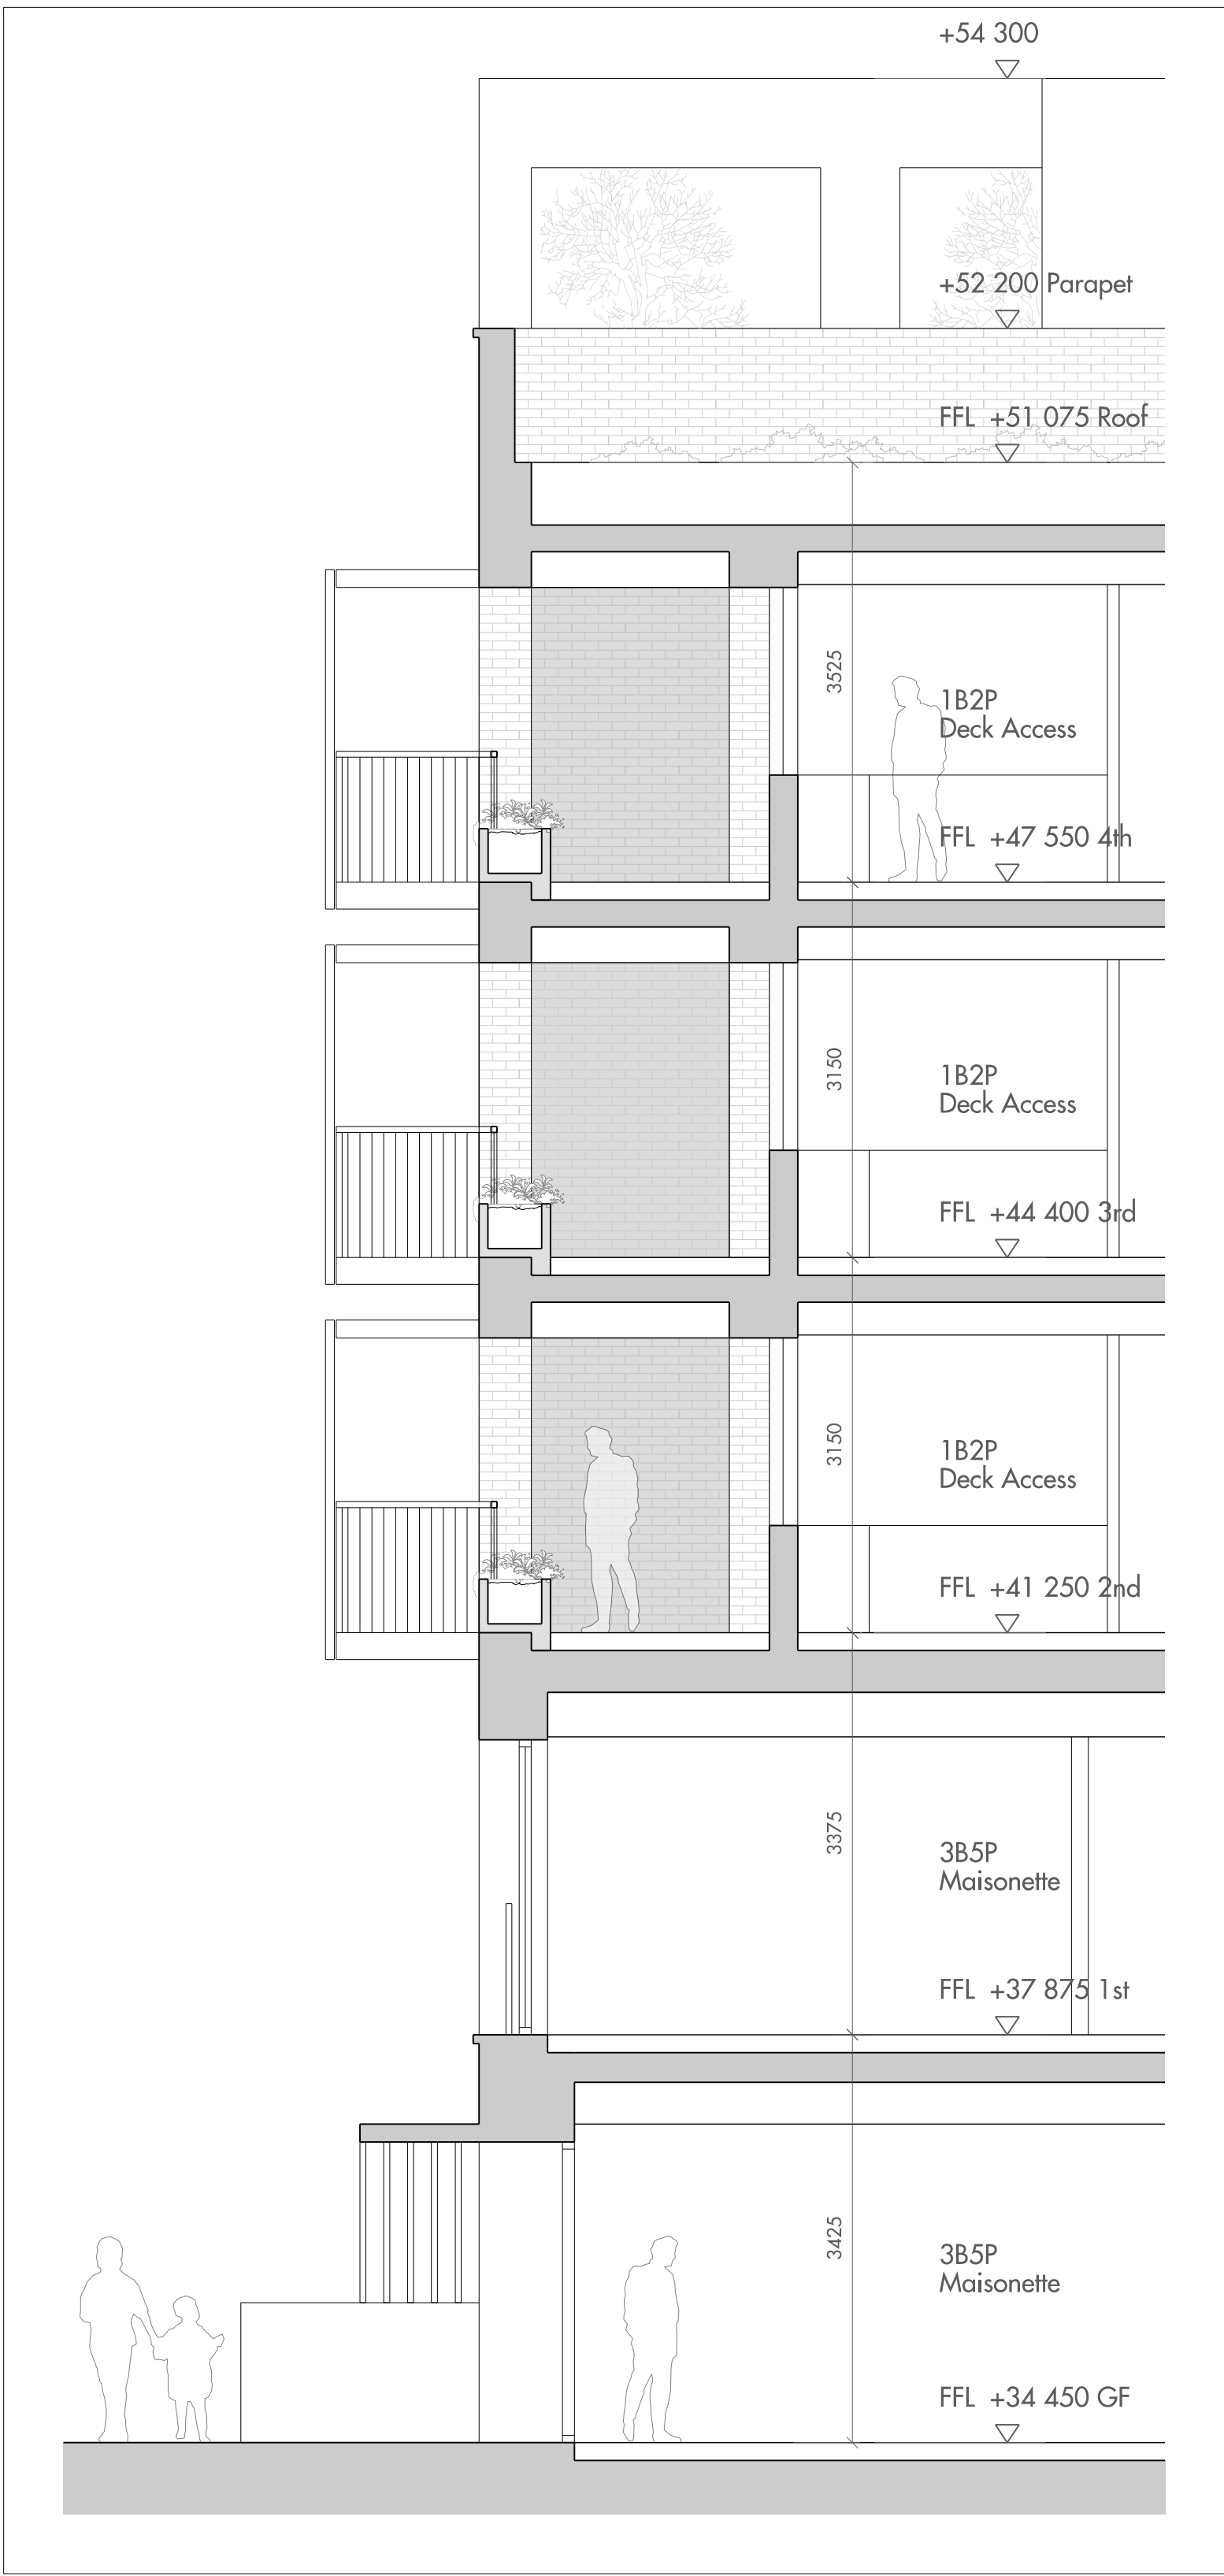 +54 300
+52 200 Parapet
FFL +51 075 Roof
3525
1B2P
Deck Access
FFL +47 550 4th
3150
1B2P
Deck Access
FFL +44 400 3rd
3150
1B2P
Deck Access
FFL +41 250 2nd
3375
3B5P
Maisonette
FFL +37 875 1st
3425
3B5P
Maisonette
FFL +34 450 GF